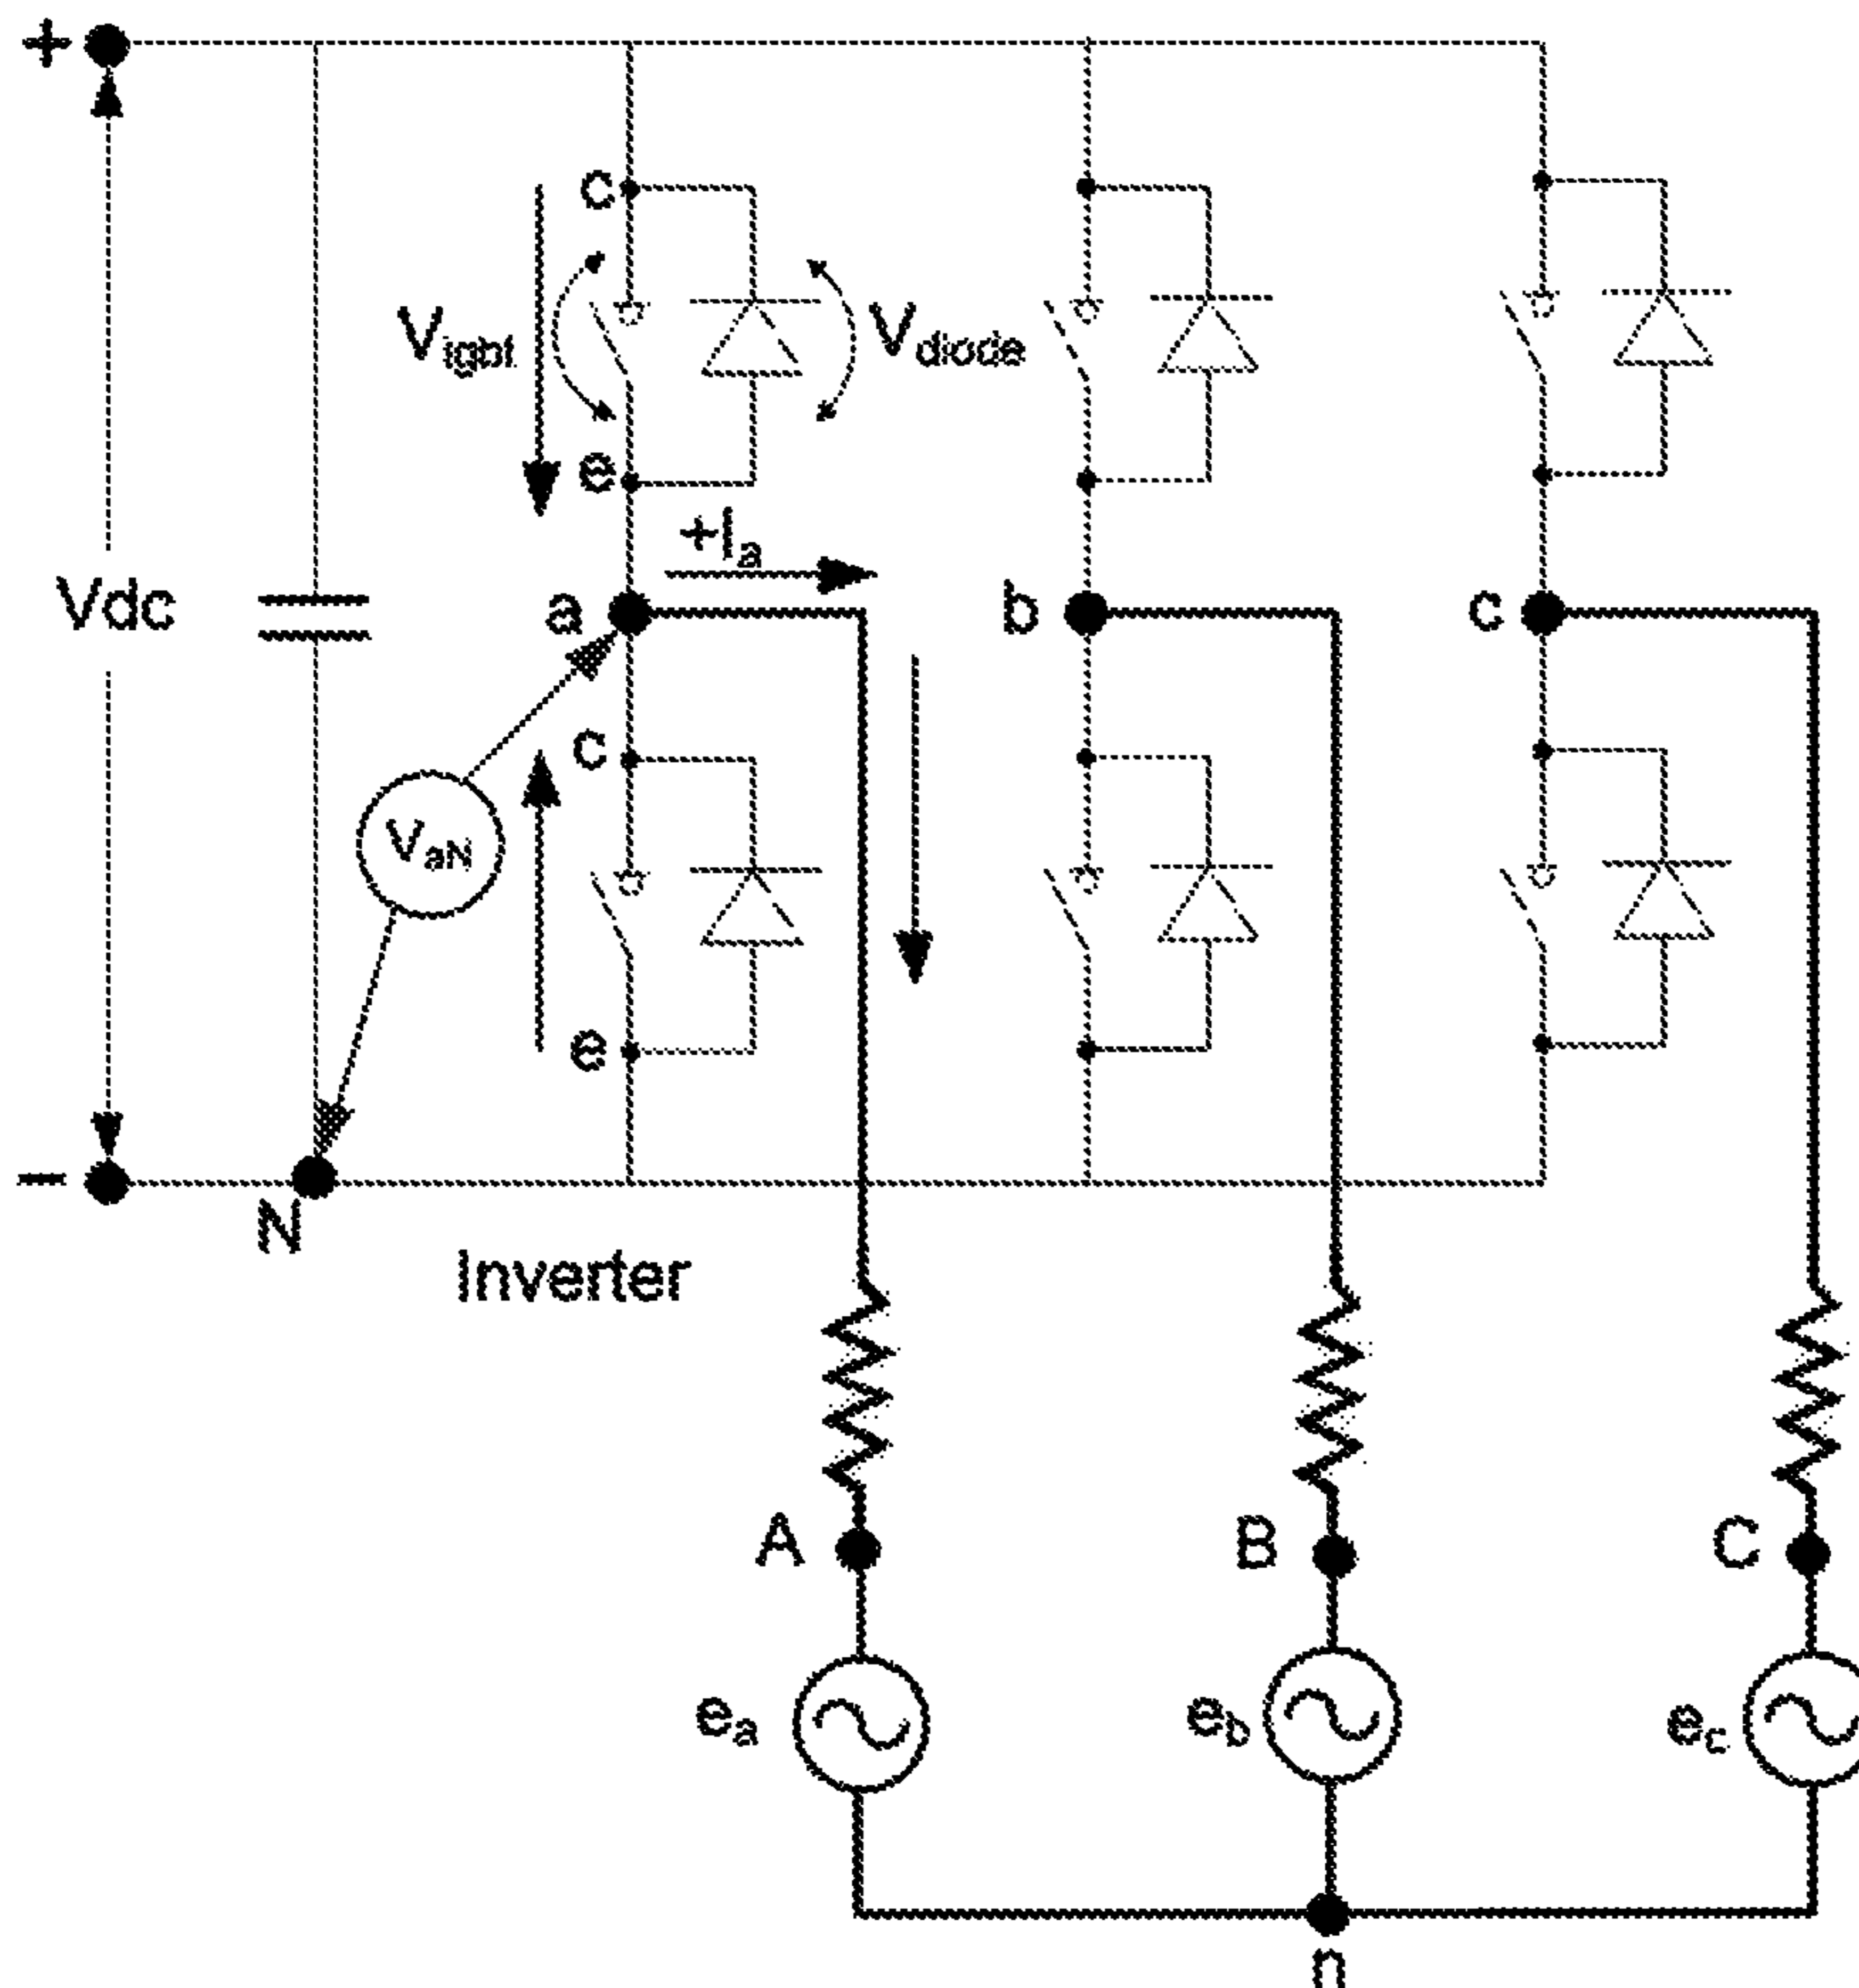 +
c
Vigbt
Vdiode
e
+Ia
Vdc
a
b
c
c
VaN
e
−
N
Inverter
A
B
C
ea
eb
ec
n